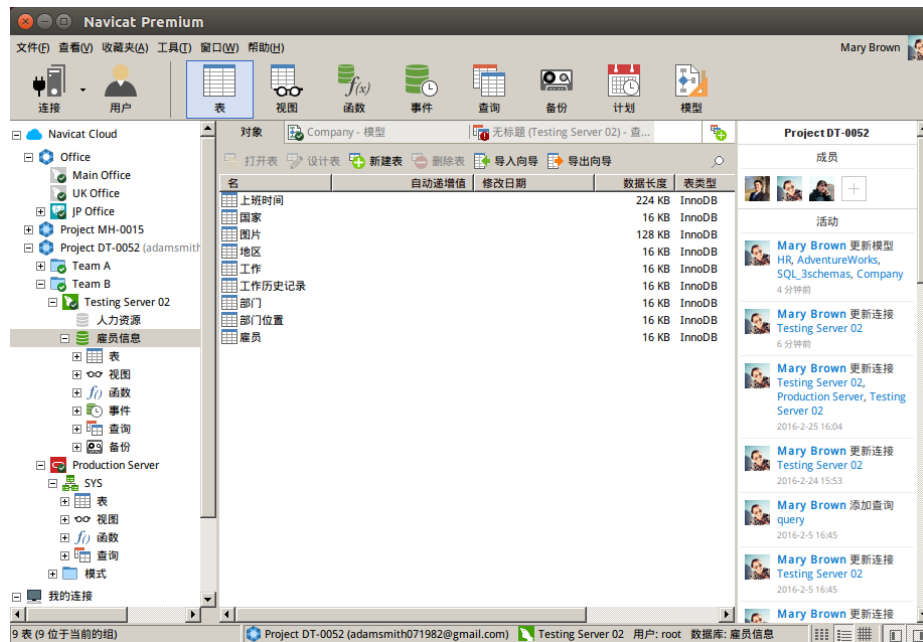 Navicat Premium
文件(F) 查看(V) 收藏夹(A) 工具(T) 窗口(W) 帮助(H)
Mary Brown
连接 用户 表 视图 函数 事件 查询 备份 计划 模型
Navicat Cloud
Office
Main Office
UK Office
JP Office
Project MH-0015
Project DT-0052 (adamsmith
Team A
Team B
Testing Server 02
人力资源
雇员信息
表
视图
函数
事件
查询
备份
Production Server
SYS
表
视图
函数
查询
模式
我的连接
对象 Company - 模型 无标题 (Testing Server 02) - 查...
打开表 设计表 新建表 删除表 导入向导 导出向导
名 自动递增值 修改日期 数据长度 表类型
上班时间 224 KB InnoDB
国家 16 KB InnoDB
图片 128 KB InnoDB
地区 16 KB InnoDB
工作 16 KB InnoDB
工作历史记录 16 KB InnoDB
部门 16 KB InnoDB
部门位置 16 KB InnoDB
雇员 16 KB InnoDB
Project DT-0052
成员
活动
Mary Brown 更新模型
HR, AdventureWorks,
SQL_3schemas, Company
4 分钟前
Mary Brown 更新连接
Testing Server 02
6 分钟前
Mary Brown 更新连接
Testing Server 02,
Production Server, Testing
Server 02
2016-2-25 16:04
Mary Brown 更新连接
Testing Server 02
2016-2-24 15:53
Mary Brown 添加查询
query
2016-2-5 16:45
Mary Brown 更新连接
Testing Server 02
2016-2-5 16:45
Mary Brown 更新连接
9 表 (9 位于当前的组) Project DT-0052 (adamsmith071982@gmail.com) Testing Server 02 用户: root 数据库: 雇员信息